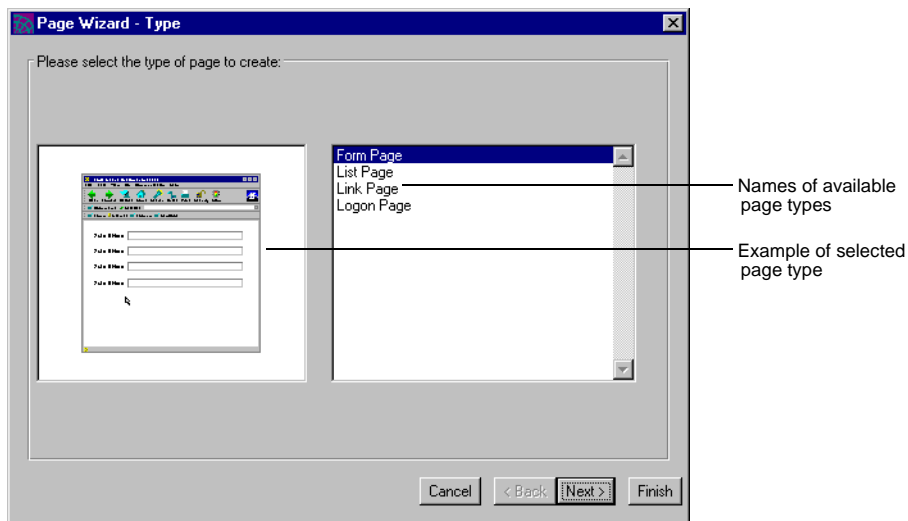 Page Wizard - Type
Please select the type of page to create:
Form Page
List Page
Link Page
Logon Page
Names of available
page types
Example of selected
page type
Cancel
< Back
Next >
Finish